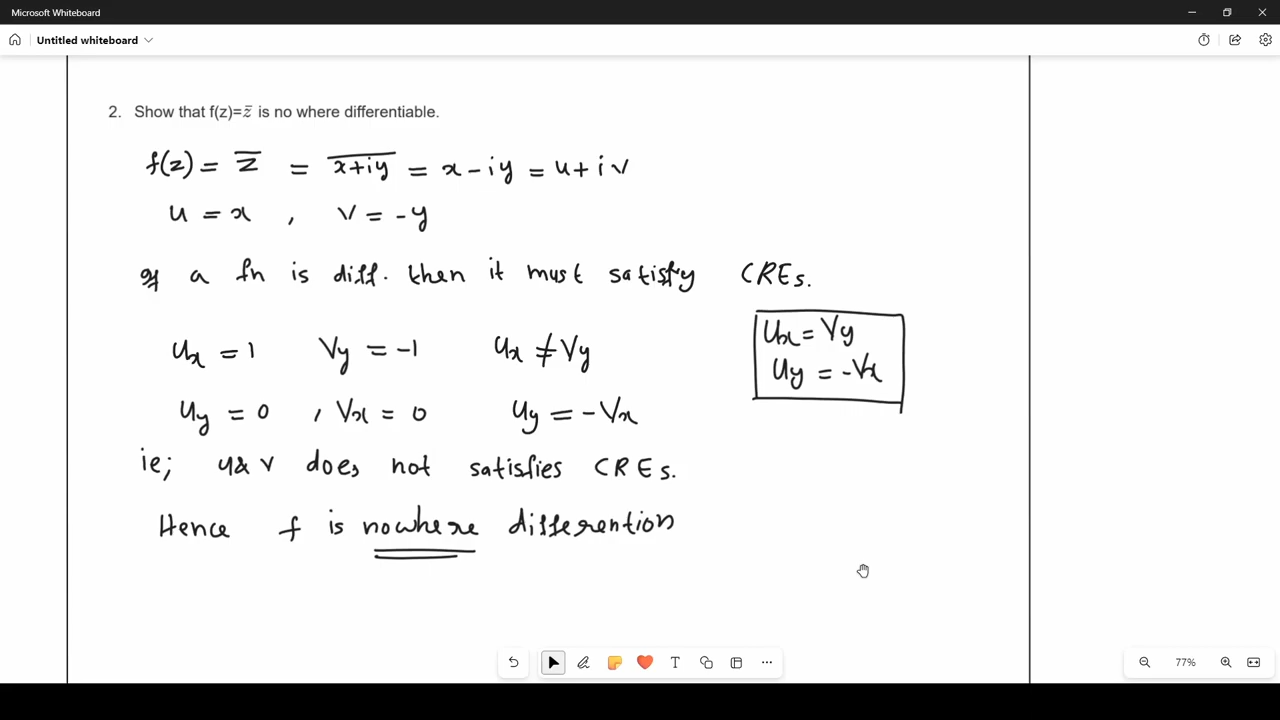 Microsoft Whiteboard
Untitled whiteboard
2. Show that f(z)=z̅ is no where differentiable.
f(z) = z̅ = \overline{x+iy} = x-iy = u+iv
u = x , v = -y
If a fn is diff. then it must satisfy CREs.
ux = 1 vy = -1 ux ≠ vy
ux = vy
uy = -vx
uy = 0 , vx = 0 uy = -vx
ie; u & v does not satisfies CREs.
Hence f is nowhere differention
77%